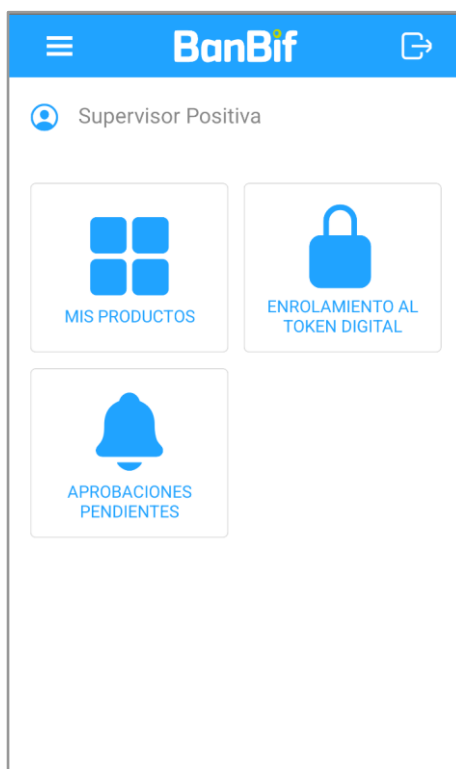 BanBif
Supervisor Positiva
MIS PRODUCTOS
ENROLAMIENTO AL
TOKEN DIGITAL
APROBACIONES
PENDIENTES